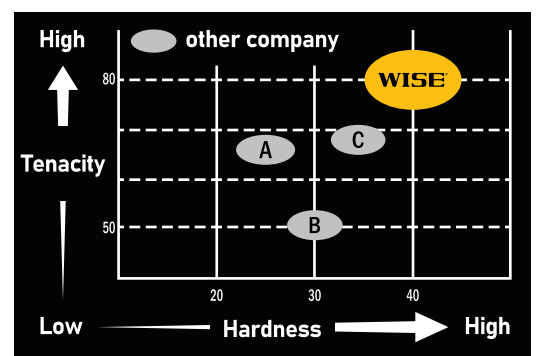 High
other company
80
WISE
Tenacity
A
C
50
B
20
30
40
Low
Hardness
High